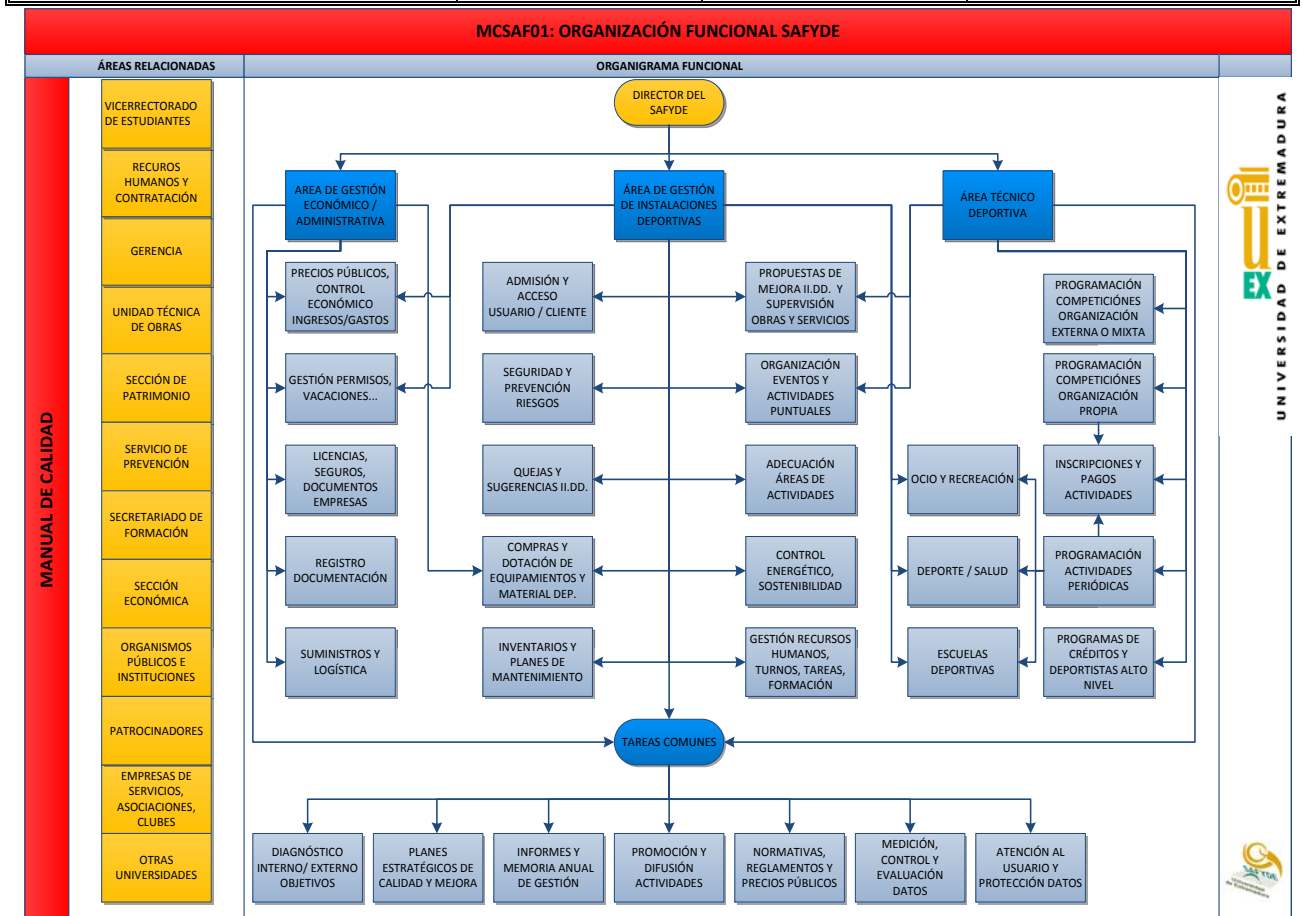 MCSAF01: ORGANIZACIÓN FUNCIONAL SAFYDE
ÁREAS RELACIONADAS
ORGANIGRAMA FUNCIONAL
MANUAL DE CALIDAD
VICERRECTORADO
DE ESTUDIANTES
RECUROS
HUMANOS Y
CONTRATACIÓN
GERENCIA
UNIDAD TÉCNICA
DE OBRAS
SECCIÓN DE
PATRIMONIO
SERVICIO DE
PREVENCIÓN
SECRETARIADO DE
FORMACIÓN
SECCIÓN
ECONÓMICA
ORGANISMOS
PÚBLICOS E
INSTITUCIONES
PATROCINADORES
EMPRESAS DE
SERVICIOS,
ASOCIACIONES,
CLUBES
OTRAS
UNIVERSIDADES
DIRECTOR DEL
SAFYDE
AREA DE GESTIÓN
ECONÓMICO /
ADMINISTRATIVA
ÁREA DE GESTIÓN
DE INSTALACIONES
DEPORTIVAS
ÁREA TÉCNICO
DEPORTIVA
PRECIOS PÚBLICOS,
CONTROL
ECONÓMICO
INGRESOS/GASTOS
ADMISIÓN Y
ACCESO
USUARIO / CLIENTE
PROPUESTAS DE
MEJORA II.DD. Y
SUPERVISIÓN
OBRAS Y SERVICIOS
PROGRAMACIÓN
COMPETICIÓNES
ORGANIZACIÓN
EXTERNA O MIXTA
GESTIÓN PERMISOS,
VACACIONES...
SEGURIDAD Y
PREVENCIÓN
RIESGOS
ORGANIZACIÓN
EVENTOS Y
ACTIVIDADES
PUNTUALES
PROGRAMACIÓN
COMPETICIÓNES
ORGANIZACIÓN
PROPIA
LICENCIAS,
SEGUROS,
DOCUMENTOS
EMPRESAS
QUEJAS Y
SUGERENCIAS II.DD.
ADECUACIÓN
ÁREAS DE
ACTIVIDADES
OCIO Y RECREACIÓN
INSCRIPCIONES Y
PAGOS
ACTIVIDADES
REGISTRO
DOCUMENTACIÓN
COMPRAS Y
DOTACIÓN DE
EQUIPAMIENTOS Y
MATERIAL DEP.
CONTROL
ENERGÉTICO,
SOSTENIBILIDAD
DEPORTE / SALUD
PROGRAMACIÓN
ACTIVIDADES
PERIÓDICAS
SUMINISTROS Y
LOGÍSTICA
INVENTARIOS Y
PLANES DE
MANTENIMIENTO
GESTIÓN RECURSOS
HUMANOS,
TURNOS, TAREAS,
FORMACIÓN
ESCUELAS
DEPORTIVAS
PROGRAMAS DE
CRÉDITOS Y
DEPORTISTAS ALTO
NIVEL
TAREAS COMUNES
DIAGNÓSTICO
INTERNO/ EXTERNO
OBJETIVOS
PLANES
ESTRATÉGICOS DE
CALIDAD Y MEJORA
INFORMES Y
MEMORIA ANUAL
DE GESTIÓN
PROMOCIÓN Y
DIFUSIÓN
ACTIVIDADES
NORMATIVAS,
REGLAMENTOS Y
PRECIOS PÚBLICOS
MEDICIÓN,
CONTROL Y
EVALUACIÓN
DATOS
ATENCIÓN AL
USUARIO Y
PROTECCIÓN DATOS
UEX
UNIVERSIDAD DE EXTREMADURA
SAFYDE
Universidad
de Extremadura